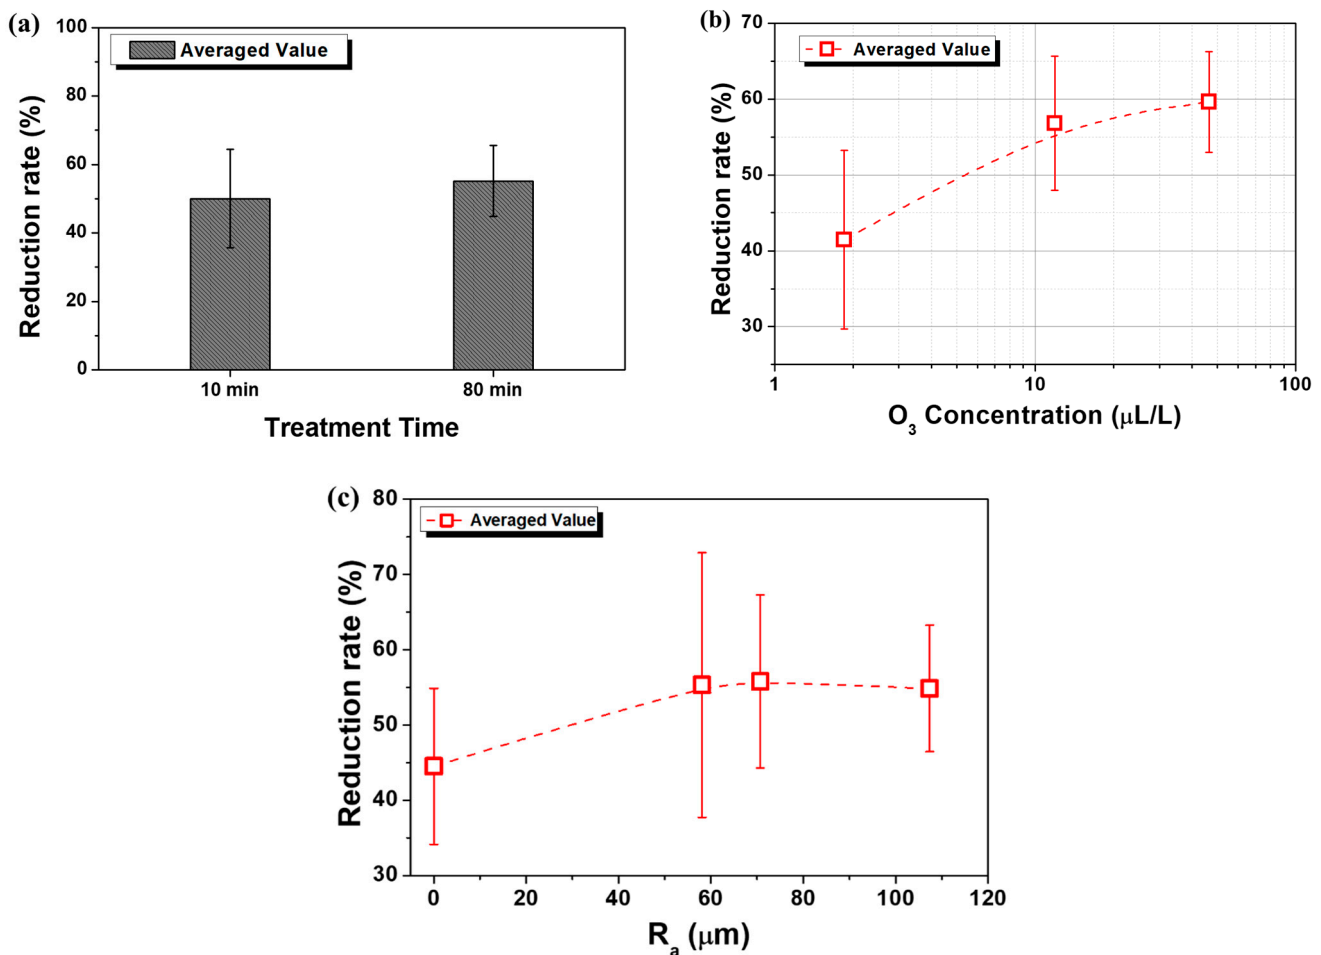 (a)
Averaged Value
Reduction rate (%)
100
80
60
40
20
0
10 min
80 min
Treatment Time
(b)
Averaged Value
Reduction rate (%)
70
60
50
40
30
1
10
100
O₃ Concentration (μL/L)
(c)
Averaged Value
Reduction rate (%)
80
70
60
50
40
30
0
20
40
60
80
100
120
Rₐ (μm)